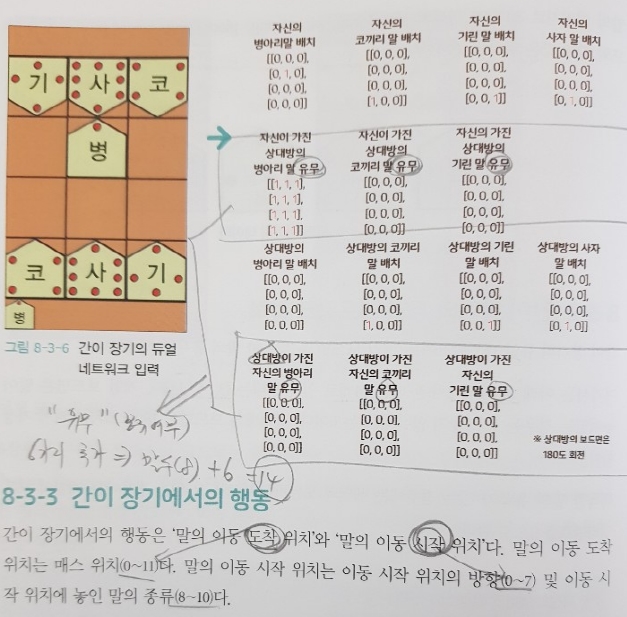 기 사 코
병
코 사 기
병
그림 8-3-6 간이 장기의 듀얼
네트워크 입력
자신의
병아리말 배치
[[0, 0, 0],
[0, 1, 0],
[0, 0, 0],
[0, 0, 0]]
자신의
코끼리 말 배치
[[0, 0, 0],
[0, 0, 0],
[0, 0, 0],
[1, 0, 0]]
자신의
기린 말 배치
[[0, 0, 0],
[0, 0, 0],
[0, 0, 0],
[0, 0, 1]]
자신의
사자 말 배치
[[0, 0, 0],
[0, 0, 0],
[0, 0, 0],
[0, 1, 0]]
자신이 가진
상대방의
병아리 말 유무
[[1, 1, 1],
[1, 1, 1],
[1, 1, 1],
[1, 1, 1]]
자신이 가진
상대방의
코끼리 말 유무
[[0, 0, 0],
[0, 0, 0],
[0, 0, 0],
[0, 0, 0]]
자신의 가진
상대방의
기린 말 유무
[[0, 0, 0],
[0, 0, 0],
[0, 0, 0],
[0, 0, 0]]
상대방의
병아리 말 배치
[[0, 0, 0],
[0, 0, 0],
[0, 0, 0],
[0, 0, 0]]
상대방의 코끼리
말 배치
[[0, 0, 0],
[0, 0, 0],
[0, 0, 0],
[1, 0, 0]]
상대방의 기린
말 배치
[[0, 0, 0],
[0, 0, 0],
[0, 0, 0],
[0, 0, 1]]
상대방의 사자
말 배치
[[0, 0, 0],
[0, 0, 0],
[0, 0, 0],
[0, 1, 0]]
상대방이 가진
자신의 병아리
말 유무
[[0, 0, 0],
[0, 0, 0],
[0, 0, 0],
[0, 0, 0]]
상대방이 가진
자신의 코끼리
말 유무
[[0, 0, 0],
[0, 0, 0],
[0, 0, 0],
[0, 0, 0]]
상대방이 가진
자신의
기린 말 유무
[[0, 0, 0],
[0, 0, 0],
[0, 0, 0],
[0, 0, 0]]
※ 상대방의 보드면은
180도 회전
(8) + 6 = 14
8-3-3 간이 장기에서의 행동
간이 장기에서의 행동은 '말의 이동 도착 위치'와 '말의 이동 시작 위치'다. 말의 이동 도착
위치는 매스 위치(0~11)다. 말의 이동 시작 위치는 이동 시작 위치의 방향(0~7) 및 이동 시
작 위치에 놓인 말의 종류(8~10)다.